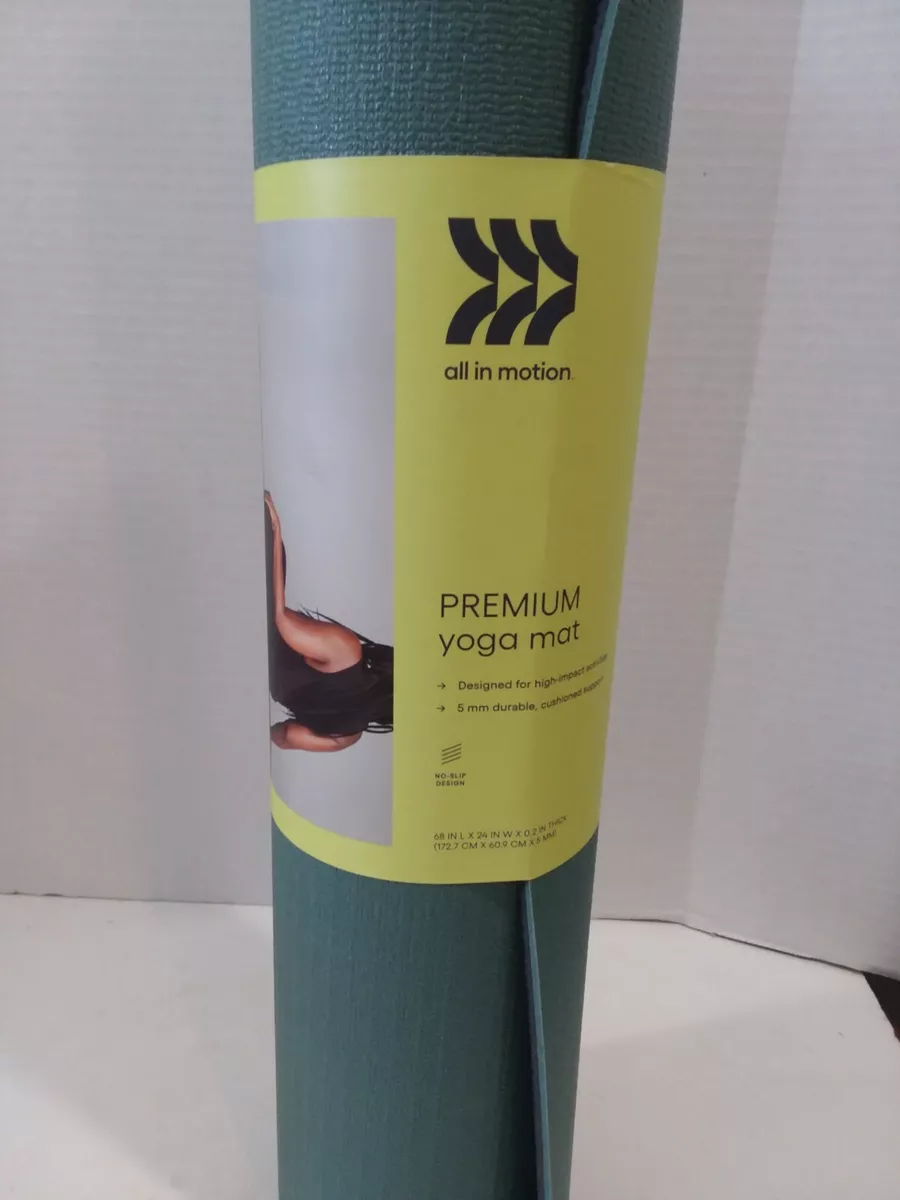 all in motion
PREMIUM
yoga mat
→ Designed for high-impact activities
→ 5 mm durable, cushioned support
NO-SLIP
DESIGN
68 IN L X 24 IN W X 0.2 IN THICK
(172.7 CM X 60.9 CM X 5 MM)